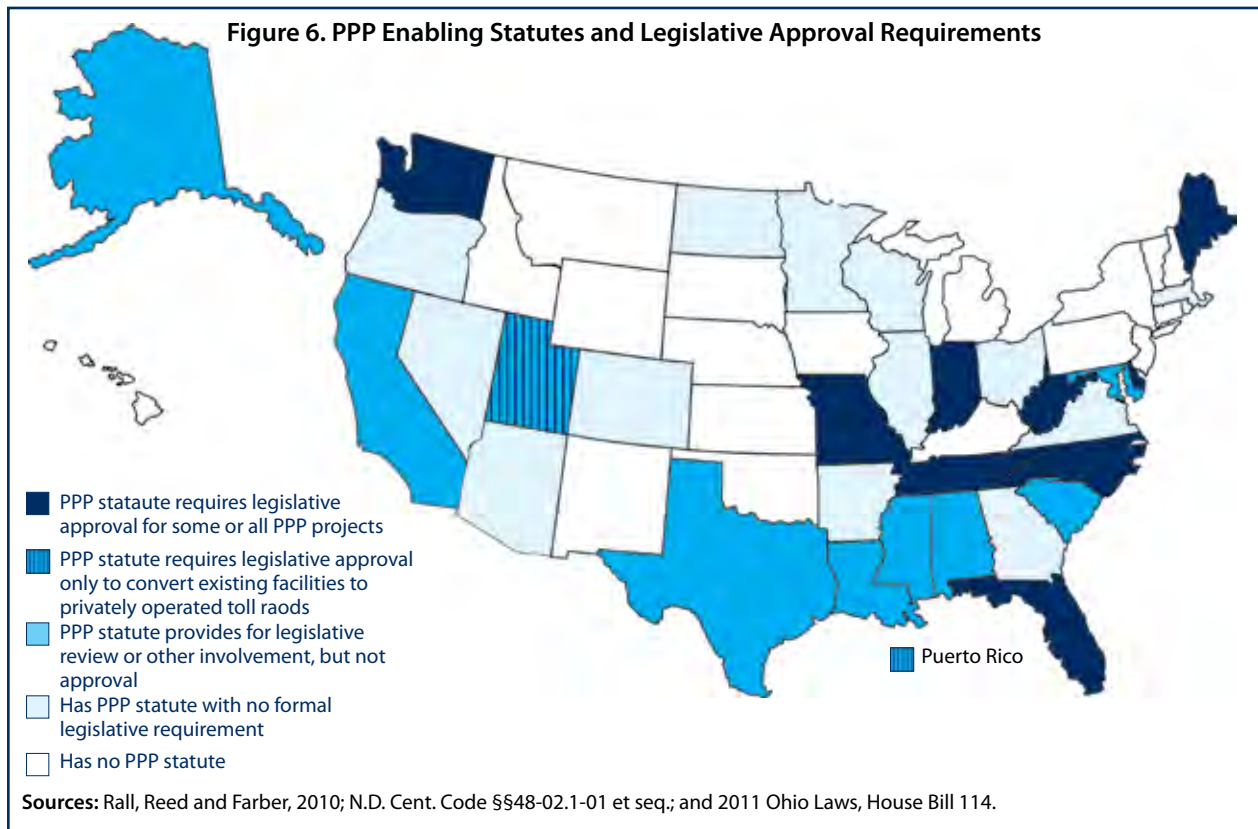 Figure 6. PPP Enabling Statutes and Legislative Approval Requirements
PPP stataute requires legislative
approval for some or all PPP projects
PPP statute requires legislative approval
only to convert existing facilities to
privately operated toll raods
PPP statute provides for legislative
review or other involvement, but not
approval
Has PPP statute with no formal
legislative requirement
Has no PPP statute
Puerto Rico
Sources: Rall, Reed and Farber, 2010; N.D. Cent. Code §§48-02.1-01 et seq.; and 2011 Ohio Laws, House Bill 114.